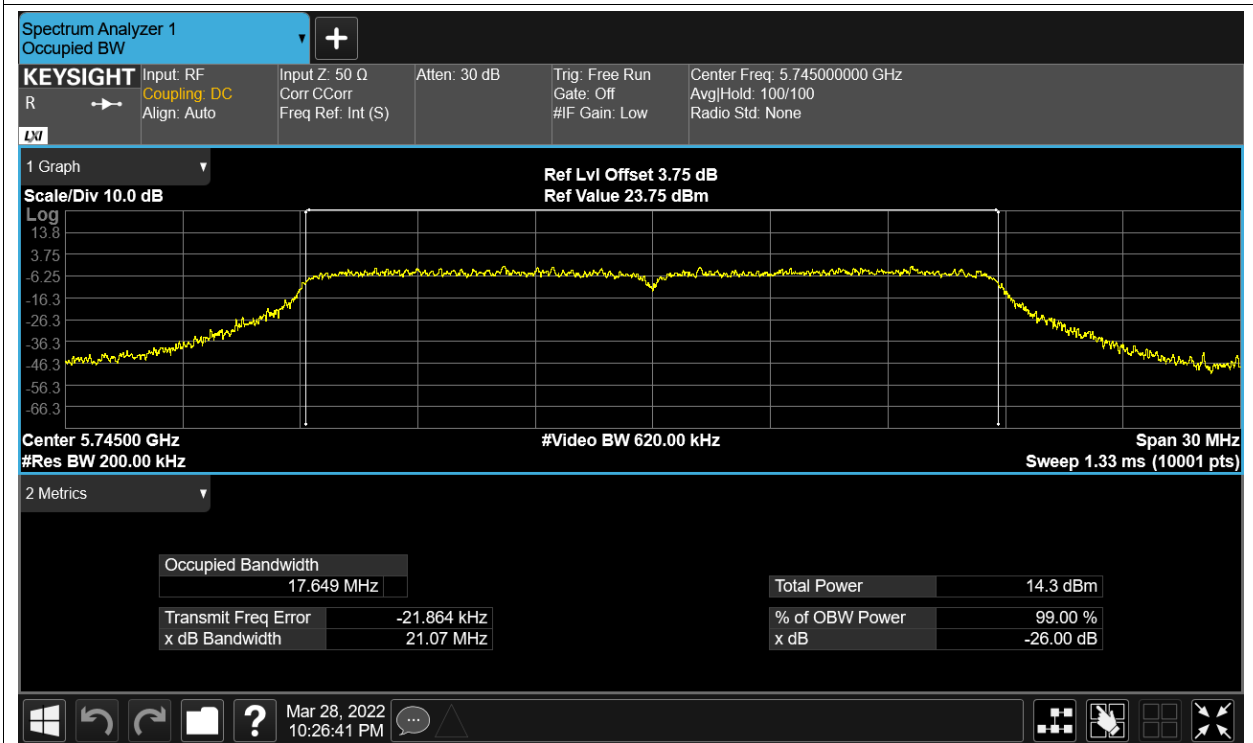 Spectrum Analyzer 1
Occupied BW
KEYSIGHT
R
LXI
Input: RF
Coupling: DC
Align: Auto
Input Z: 50 Ω
Corr CCorr
Freq Ref: Int (S)
Atten: 30 dB
Trig: Free Run
Gate: Off
#IF Gain: Low
Center Freq: 5.745000000 GHz
Avg|Hold: 100/100
Radio Std: None
1 Graph
Scale/Div 10.0 dB
Ref Lvl Offset 3.75 dB
Ref Value 23.75 dBm
Log
13.8
3.75
-6.25
-16.3
-26.3
-36.3
-46.3
-56.3
-66.3
Center 5.74500 GHz
#Video BW 620.00 kHz
Span 30 MHz
#Res BW 200.00 kHz
Sweep 1.33 ms (10001 pts)
2 Metrics
Occupied Bandwidth
17.649 MHz
Total Power 14.3 dBm
Transmit Freq Error -21.864 kHz
% of OBW Power 99.00 %
x dB Bandwidth 21.07 MHz
x dB -26.00 dB
?
Mar 28, 2022
10:26:41 PM